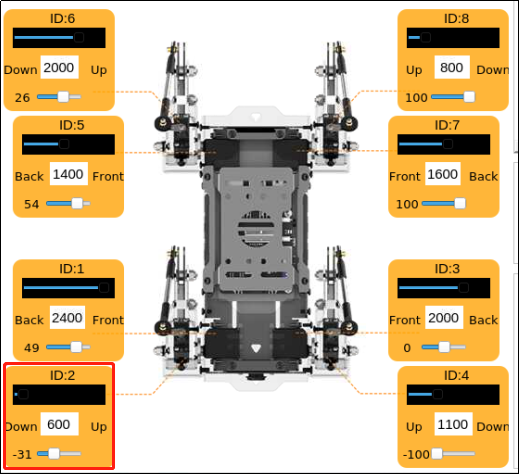 ID:6
Down 2000 Up
26
ID:8
Up 800 Down
100
ID:5
Back 1400 Front
54
ID:7
Front 1600 Back
100
ID:1
Back 2400 Front
49
ID:3
Front 2000 Back
0
ID:2
Down 600 Up
-31
ID:4
Up 1100 Down
-100